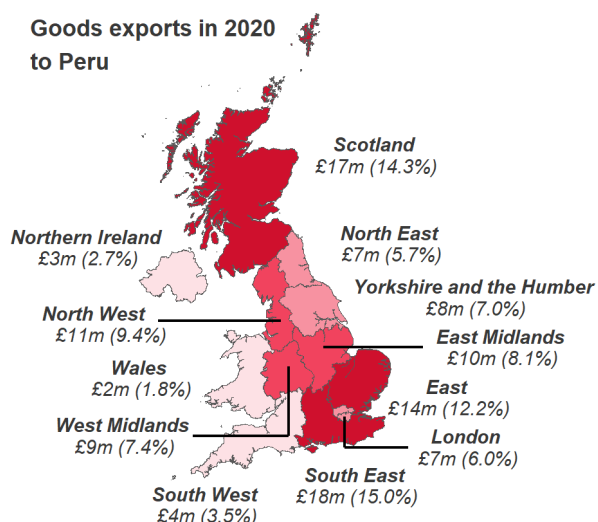 Goods exports in 2020
to Peru
Scotland
£17m (14.3%)
Northern Ireland
£3m (2.7%)
North East
£7m (5.7%)
Yorkshire and the Humber
£8m (7.0%)
North West
£11m (9.4%)
East Midlands
£10m (8.1%)
Wales
£2m (1.8%)
East
£14m (12.2%)
West Midlands
£9m (7.4%)
London
£7m (6.0%)
South East
£18m (15.0%)
South West
£4m (3.5%)